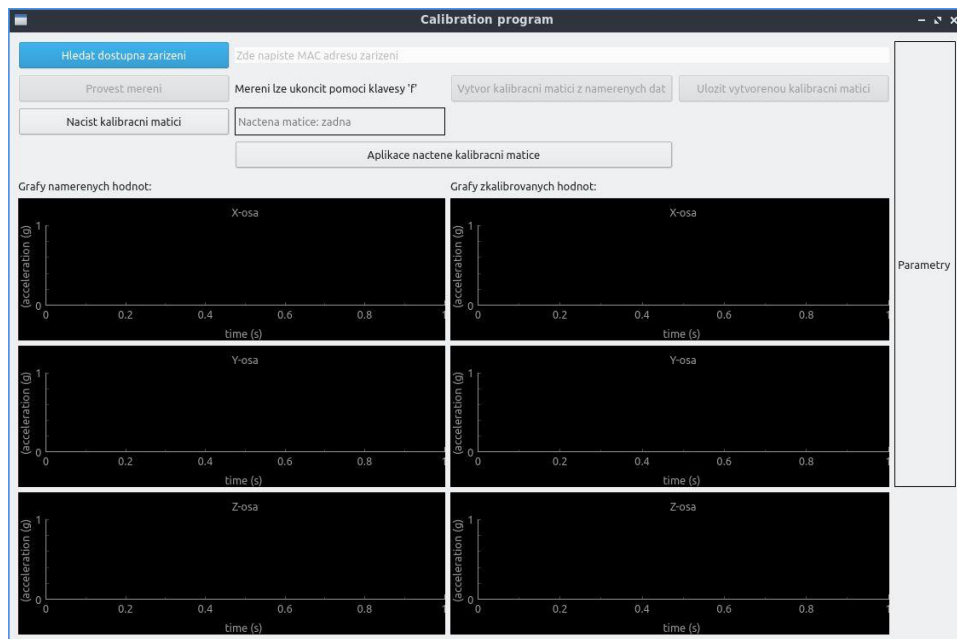 Calibration program
Hledat dostupna zarizeni
Zde napiste MAC adresu zarizeni
Provest mereni
Mereni lze ukoncit pomoci klavesy 'f'
Vytvor kalibracni matici z namerenych dat
Ulozit vytvorenou kalibracni matici
Nacist kalibracni matici
Nactena matice: zadna
Aplikace nactene kalibracni matice
Grafy namerenych hodnot:
Grafy zkalibrovanych hodnot:
Parametry
X-osa
(acceleration (g)
1
0
0 0.2 0.4 0.6 0.8 1
time (s)
X-osa
(acceleration (g)
1
0
0 0.2 0.4 0.6 0.8 1
time (s)
Y-osa
(acceleration (g)
1
0
0 0.2 0.4 0.6 0.8 1
time (s)
Y-osa
(acceleration (g)
1
0
0 0.2 0.4 0.6 0.8 1
time (s)
Z-osa
(acceleration (g)
1
0
0 0.2 0.4 0.6 0.8 1
time (s)
Z-osa
(acceleration (g)
1
0
0 0.2 0.4 0.6 0.8 1
time (s)